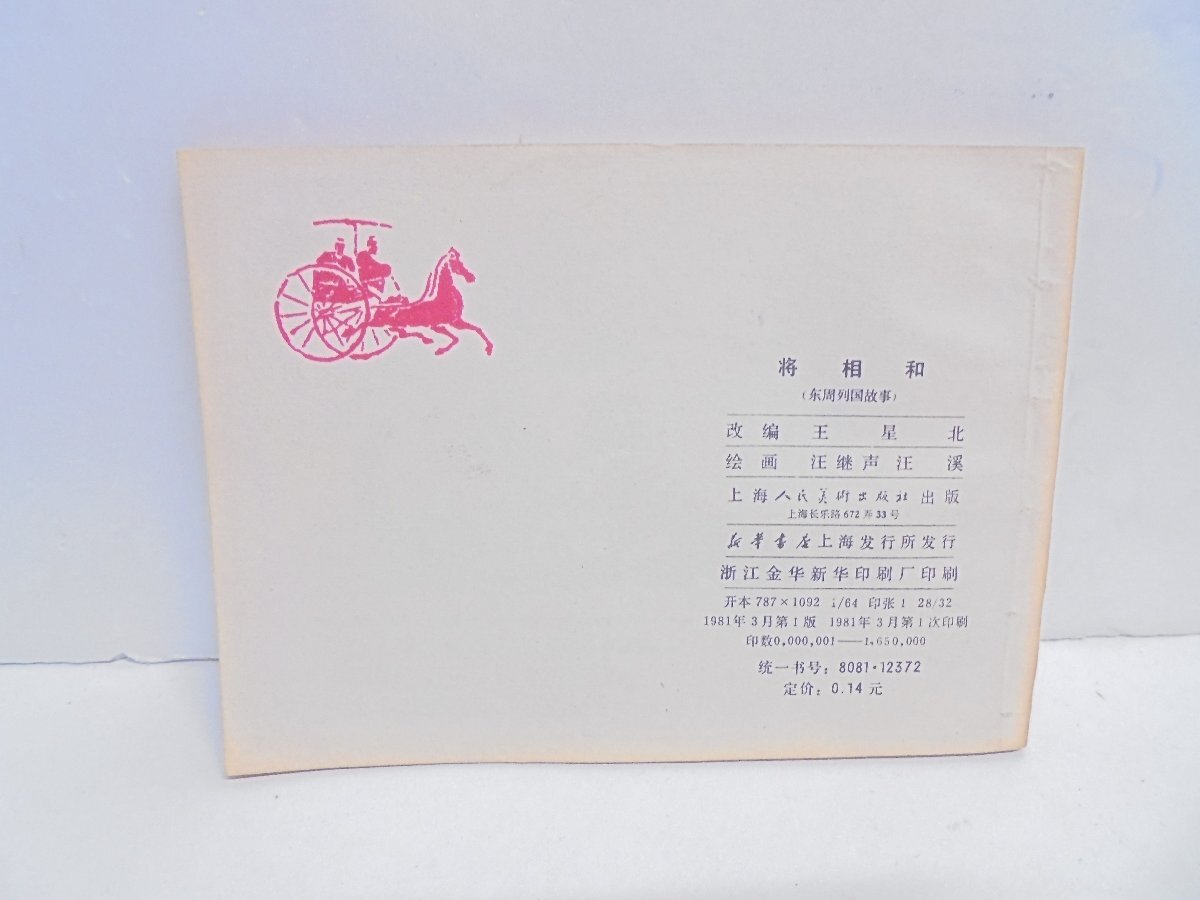 将相和
(东周列国故事)
改编 王星北
绘画 汪继声 汪溪
上海人民美術出版社出版
上海长乐路672弄33号
新华書店上海发行所发行
浙江金华新华印刷厂印刷
开本787×1092 1/64 印张1 28/32
1981年3月第1版 1981年3月第1次印刷
印数0,000,001——1,650,000
统一书号：8081·12372
定价：0.14元